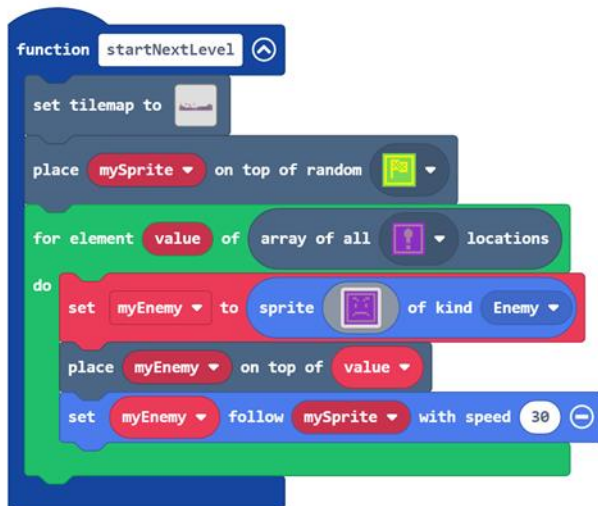 function startNextLevel
set tilemap to
place mySprite on top of random
for element value of array of all locations
do
set myEnemy to sprite of kind Enemy
place myEnemy on top of value
set myEnemy follow mySprite with speed 30